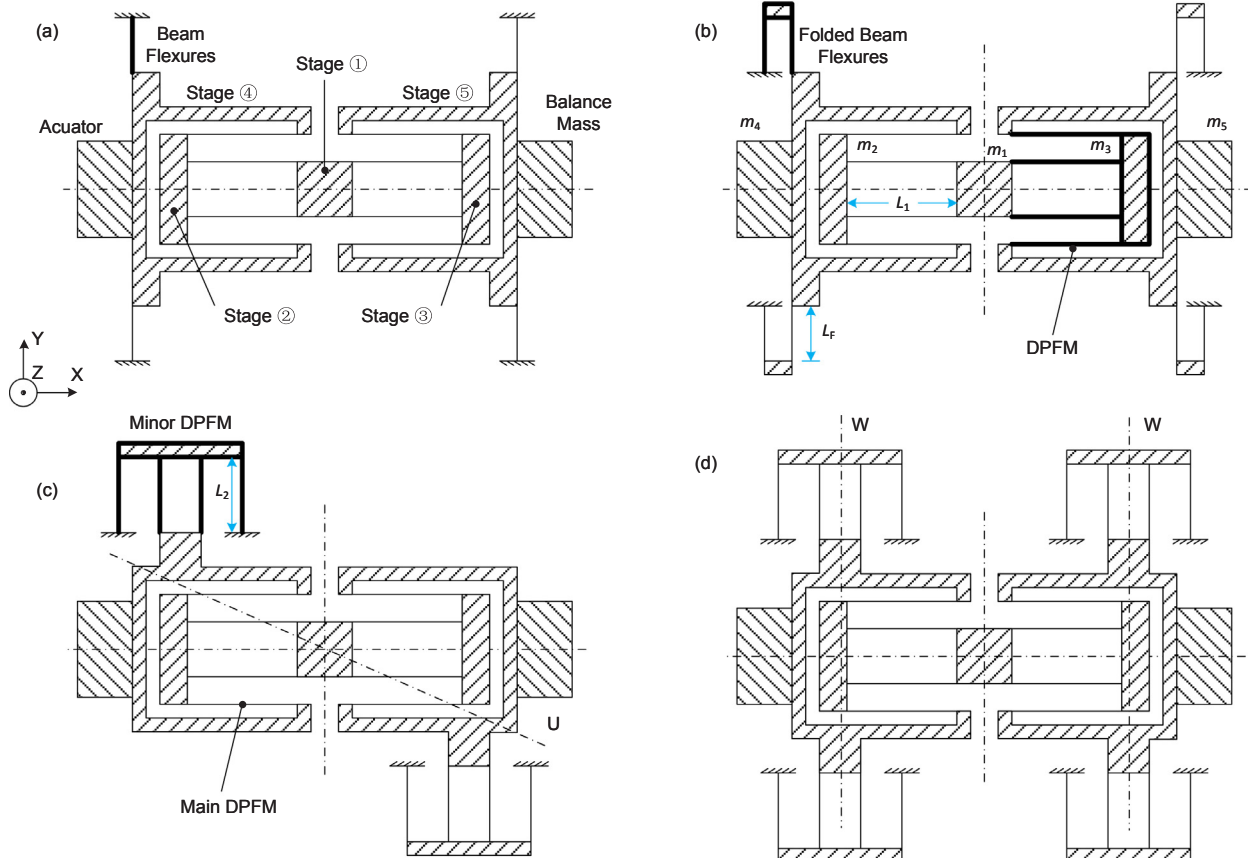 (a)
Beam
Flexures
Stage ①
Stage ④
Stage ⑤
Acuator
Balance
Mass
Stage ②
Stage ③
Y
Z
X
(b)
Folded Beam
Flexures
m4
m2
m1
m3
m5
L1
LF
DPFM
Minor DPFM
(c)
L2
U
Main DPFM
(d)
W
W